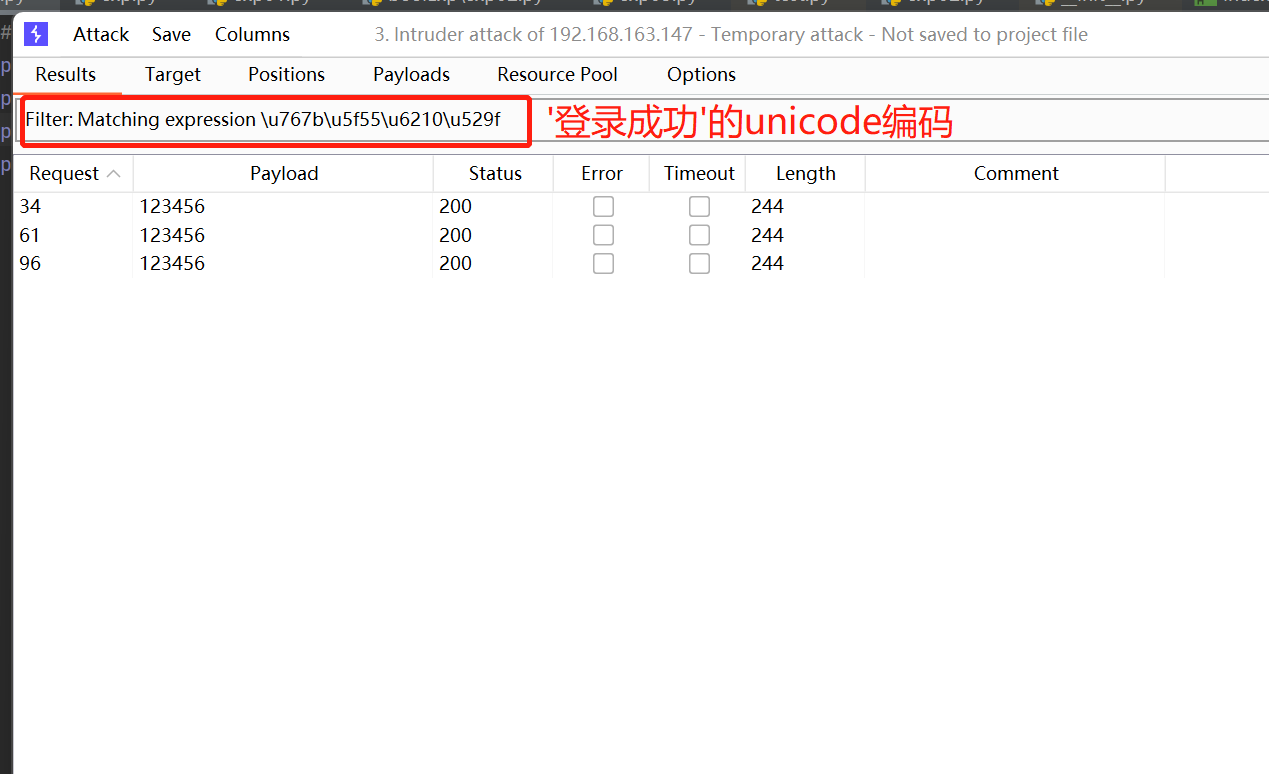 Attack Save Columns 3. Intruder attack of 192.168.163.147 - Temporary attack - Not saved to project file
Results Target Positions Payloads Resource Pool Options
Filter: Matching expression \u767b\u5f55\u6210\u529f '登录成功'的unicode编码
Request Payload Status Error Timeout Length Comment
34 123456 200 244
61 123456 200 244
96 123456 200 244